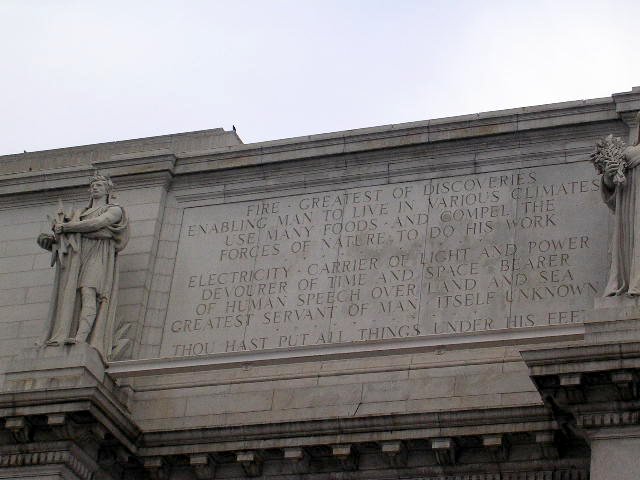 FIRE · GREATEST OF DISCOVERIES
ENABLING MAN TO LIVE IN VARIOUS CLIMATES
USE MANY FOODS · AND COMPEL THE
FORCES OF NATURE · TO DO HIS WORK
ELECTRICITY · CARRIER OF LIGHT AND POWER
DEVOURER OF TIME AND SPACE · BEARER
OF HUMAN SPEECH OVER LAND AND SEA
GREATEST SERVANT OF MAN · ITSELF UNKNOWN
THOU HAST PUT ALL THINGS UNDER HIS FEET